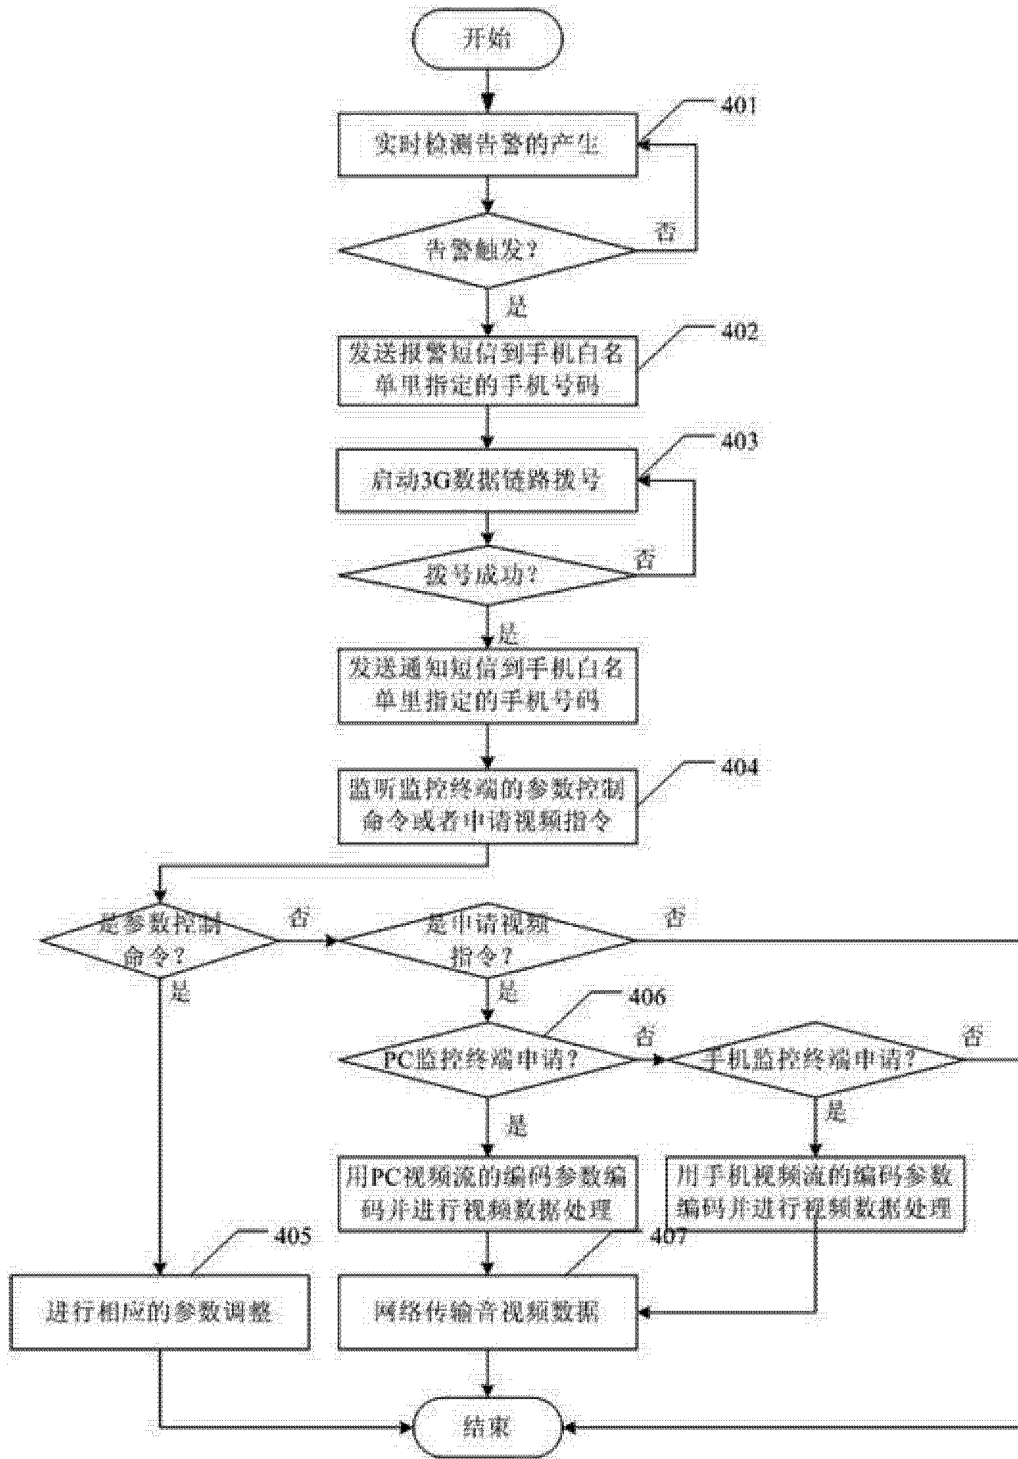 开始
401
实时检测告警的产生
告警触发？
否
是
402
发送报警短信到手机白名
单里指定的手机号码
403
启动3G数据链路拨号
拨号成功？
否
是
发送通知短信到手机白名
单里指定的手机号码
404
监听监控终端的参数控制
命令或者申请视频指令
是参数控制
命令？
否
是申请视频
指令？
否
是
是
406
PC监控终端申请？
否
手机监控终端申请？
否
是
是
用PC视频流的编码参数编
码并进行视频数据处理
用手机视频流的编码参数
编码并进行视频数据处理
405
407
进行相应的参数调整
网络传输音视频数据
结束